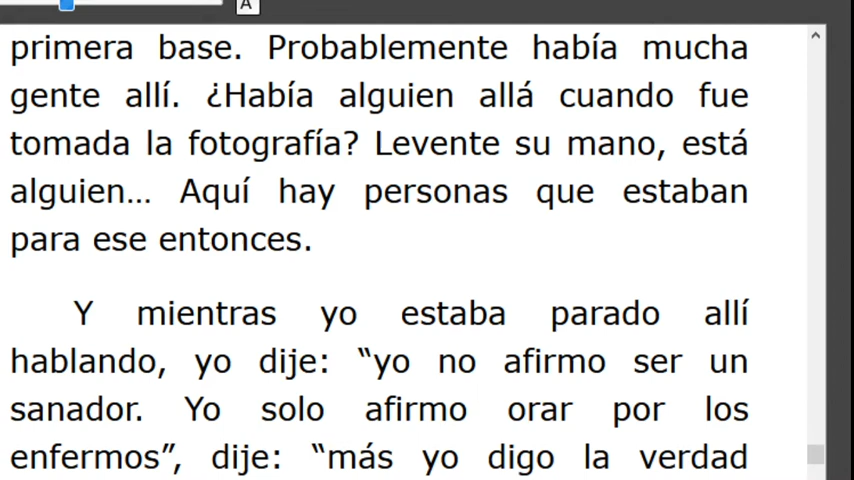 A
primera base. Probablemente había mucha
gente allí. ¿Había alguien allá cuando fue
tomada la fotografía? Levente su mano, está
alguien... Aquí hay personas que estaban
para ese entonces.
Y mientras yo estaba parado allí
hablando, yo dije: “yo no afirmo ser un
sanador. Yo solo afirmo orar por los
enfermos”, dije: “más yo digo la verdad